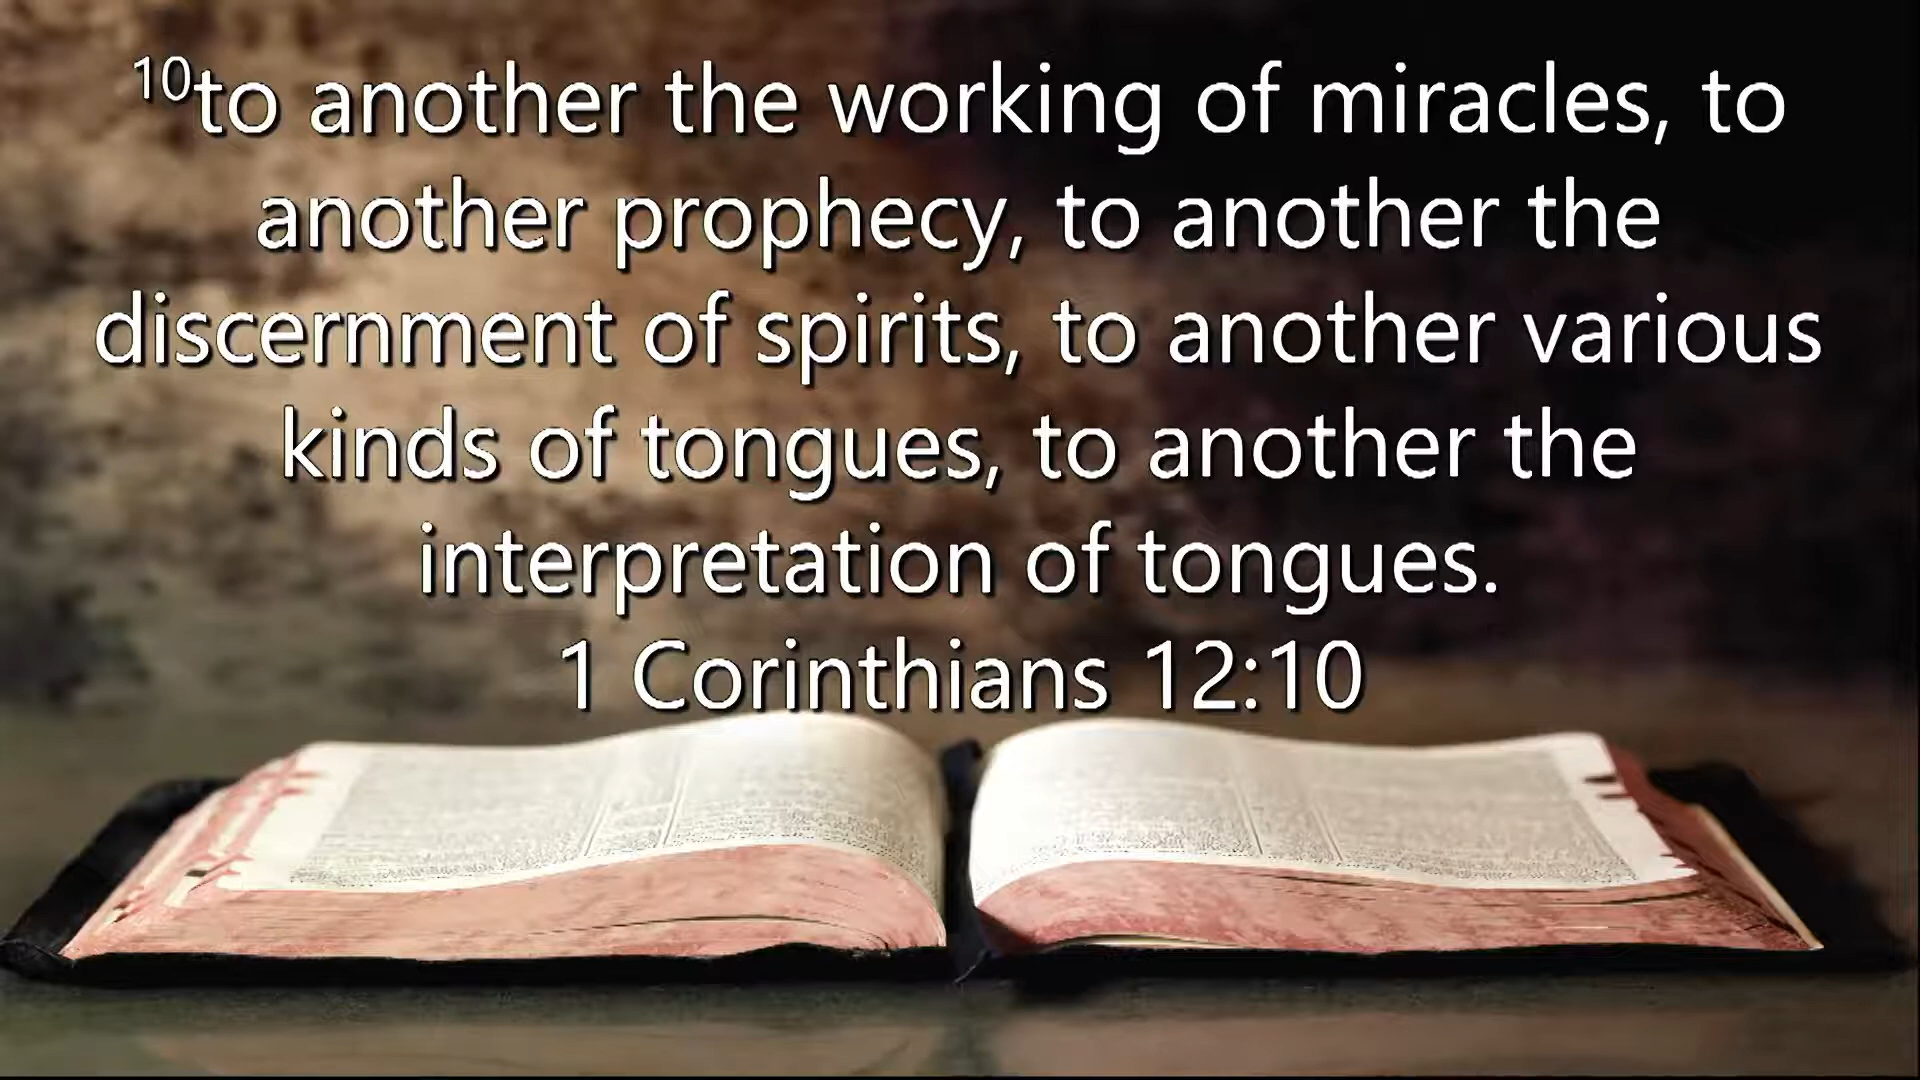 10to another the working of miracles, to
another prophecy, to another the
discernment of spirits, to another various
kinds of tongues, to another the
interpretation of tongues.
1 Corinthians 12:10